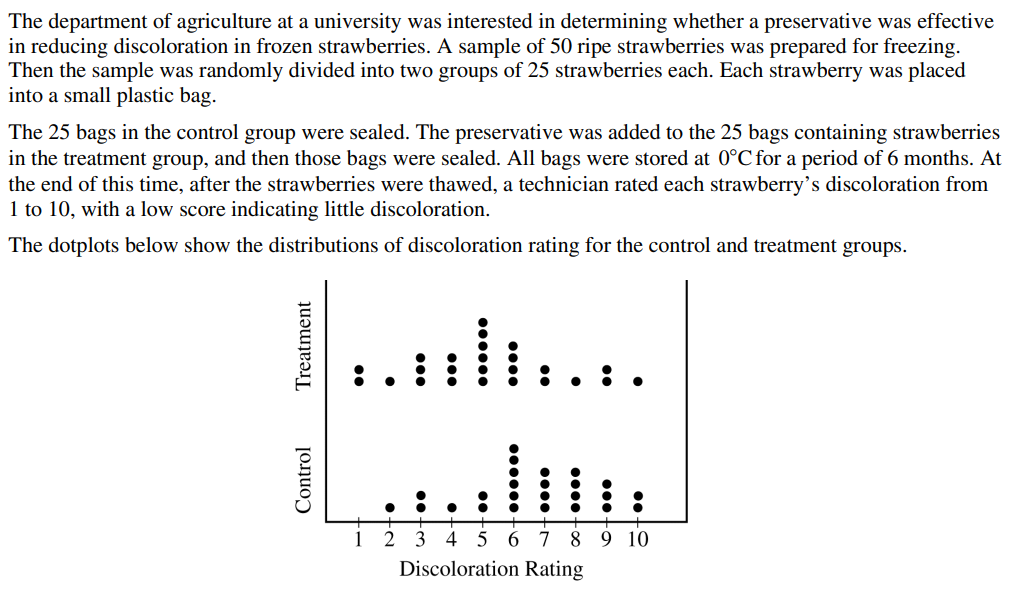 The department of agriculture at a university was interested in determining whether a preservative was effective
in reducing discoloration in frozen strawberries. A sample of 50 ripe strawberries was prepared for freezing.
Then the sample was randomly divided into two groups of 25 strawberries each. Each strawberry was placed
into a small plastic bag.
The 25 bags in the control group were sealed. The preservative was added to the 25 bags containing strawberries
in the treatment group, and then those bags were sealed. All bags were stored at 0°C for a period of 6 months. At
the end of this time, after the strawberries were thawed, a technician rated each strawberry’s discoloration from
1 to 10, with a low score indicating little discoloration.
The dotplots below show the distributions of discoloration rating for the control and treatment groups.
Treatment
Control
1 2 3 4 5 6 7 8 9 10
Discoloration Rating